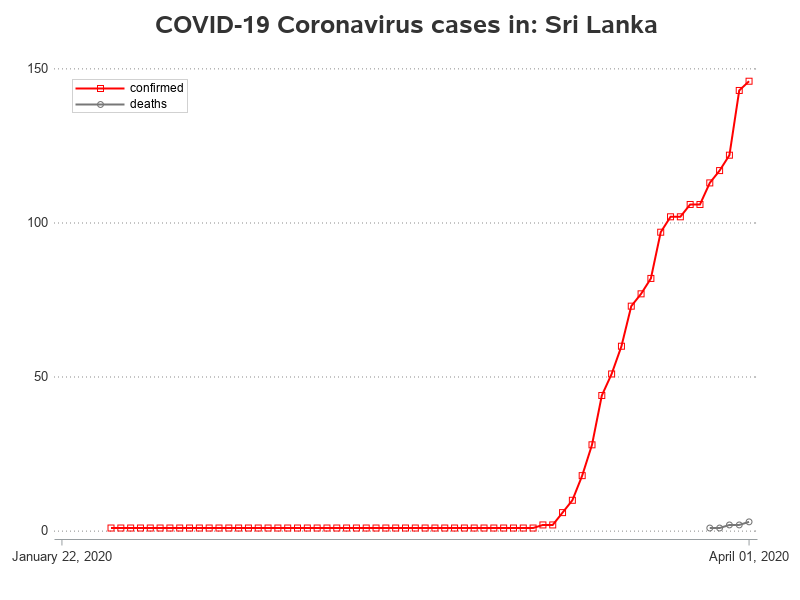 COVID-19 Coronavirus cases in: Sri Lanka
150
confirmed
deaths
100
50
0
January 22, 2020
April 01, 2020